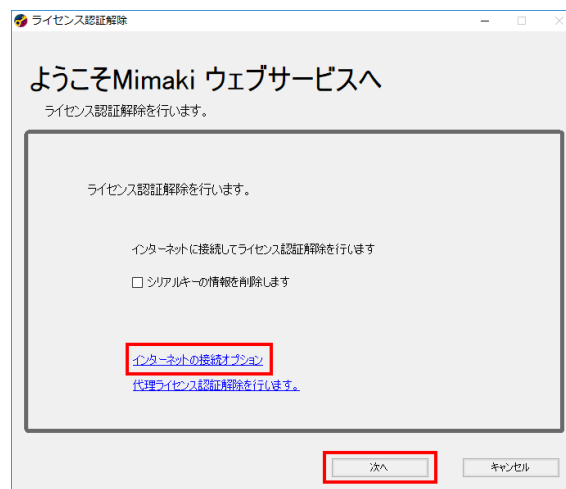 ライセンス認証解除
ようこそMimaki ウェブサービスへ
ライセンス認証解除を行います。
ライセンス認証解除を行います。
インターネットに接続してライセンス認証解除を行います
シリアルキーの情報を削除します
インターネットの接続オプション
代理ライセンス認証解除を行います。
次へ
キャンセル